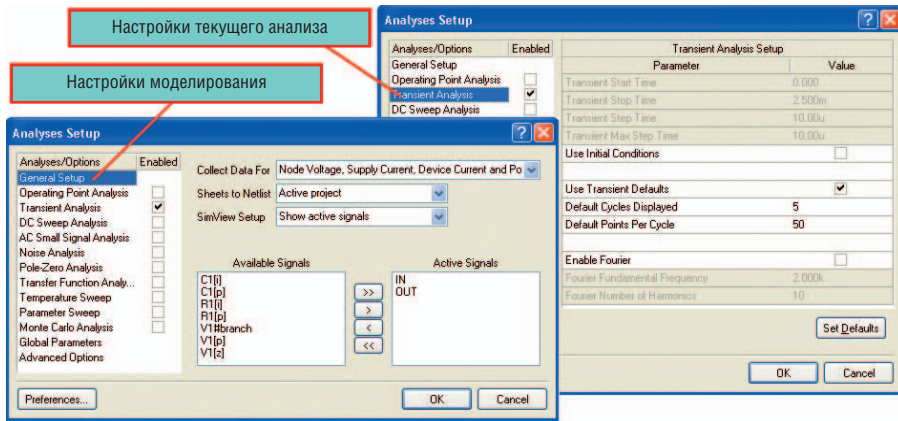 Настройки текущего анализа
Настройки моделирования
Analyses Setup
Analyses/Options Enabled
General Setup
Operating Point Analysis
Transient Analysis
DC Sweep Analysis
Transient Analysis Setup
Parameter Value
Transient Start Time 0.000
Transient Stop Time 2.500m
Transient Step Time 10.00u
Transient Max Step Time 10.00u
Use Initial Conditions
Use Transient Defaults
Default Cycles Displayed 5
Default Points Per Cycle 50
Enable Fourier
Fourier Fundamental Frequency 2.000k
Fourier Number of Harmonics 10
Set Defaults
OK Cancel
Analyses Setup
Analyses/Options Enabled
General Setup
Operating Point Analysis
Transient Analysis
DC Sweep Analysis
AC Small Signal Analysis
Noise Analysis
Pole-Zero Analysis
Transfer Function Analy...
Temperature Sweep
Parameter Sweep
Monte Carlo Analysis
Global Parameters
Advanced Options
Collect Data For Node Voltage, Supply Current, Device Current and Po
Sheets to Netlist Active project
SimView Setup Show active signals
Available Signals
C1[i]
C1[p]
R1[i]
R1[p]
V1#branch
V1[p]
V1[z]
>>
>
<
<<
Active Signals
IN
OUT
Preferences...
OK Cancel